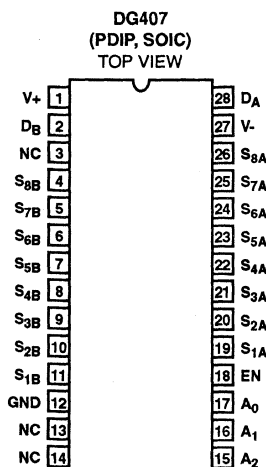 DG407
(PDIP, SOIC)
TOP VIEW
V+ 1 28 DA
DB 2 27 V-
NC 3 26 S8A
S8B 4 25 S7A
S7B 5 24 S6A
S6B 6 23 S5A
S5B 7 22 S4A
S4B 8 21 S3A
S3B 9 20 S2A
S2B 10 19 S1A
S1B 11 18 EN
GND 12 17 A0
NC 13 16 A1
NC 14 15 A2